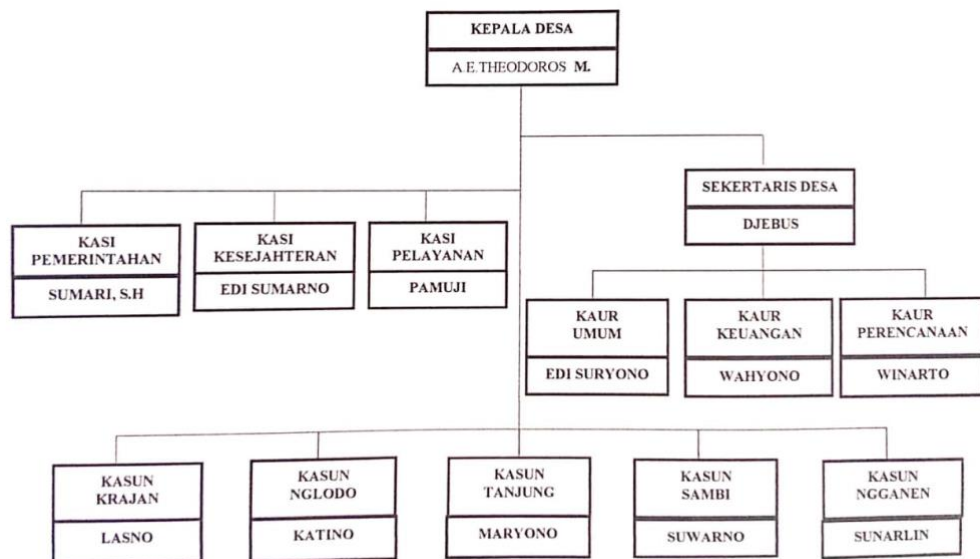 KEPALA DESA
A.E.THEODOROS M.
SEKERTARIS DESA
DJEBUS
KASI
PEMERINTAHAN
SUMARI, S.H
KASI
KESEJAHTERAN
EDI SUMARNO
KASI
PELAYANAN
PAMUJI
KAUR
UMUM
EDI SURYONO
KAUR
KEUANGAN
WAHYONO
KAUR
PERENCANAAN
WINARTO
KASUN
KRAJAN
LASNO
KASUN
NGLODO
KATINO
KASUN
TANJUNG
MARYONO
KASUN
SAMBI
SUWARNO
KASUN
NGGANEN
SUNARLIN